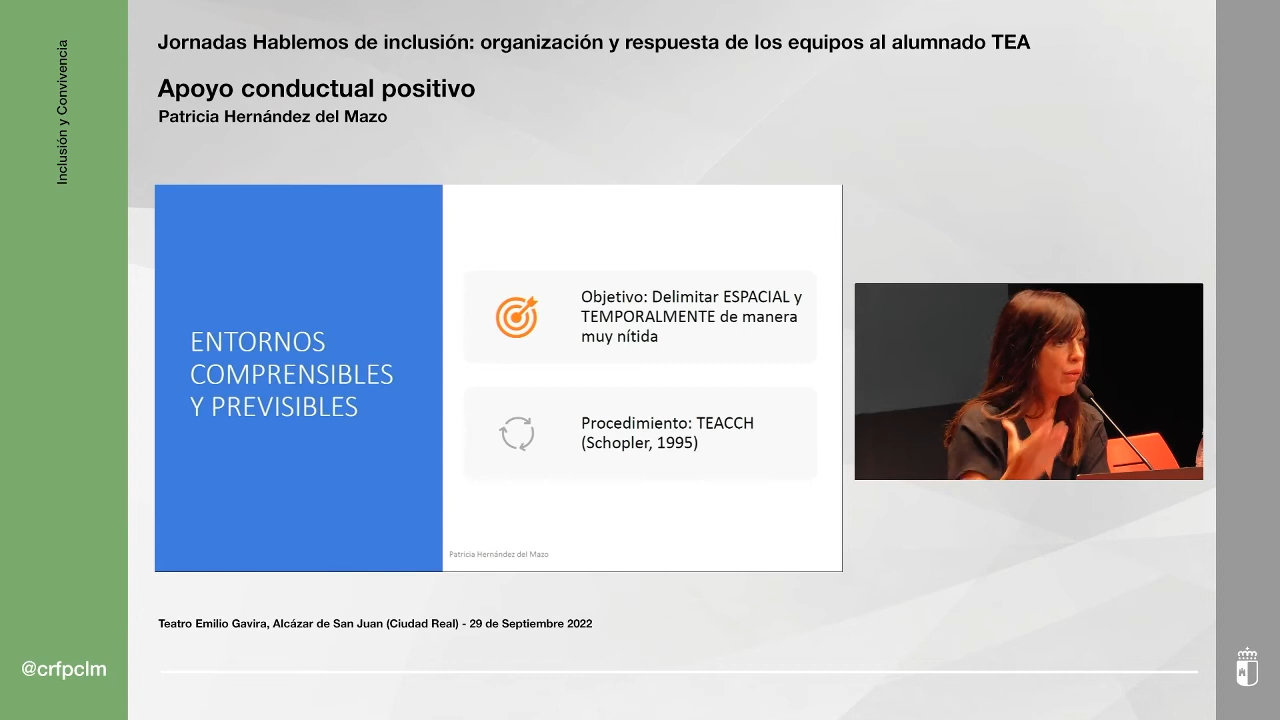 Inclusión y Convivencia
Jornadas Hablemos de inclusión: organización y respuesta de los equipos al alumnado TEA
Apoyo conductual positivo
Patricia Hernández del Mazo
ENTORNOS
COMPRENSIBLES
Y PREVISIBLES
Objetivo: Delimitar ESPACIAL y
TEMPORALMENTE de manera
muy nítida
Procedimiento: TEACCH
(Schopler, 1995)
Patricia Hernández del Mazo
Teatro Emilio Gavira, Alcázar de San Juan (Ciudad Real) - 29 de Septiembre 2022
@crfpclm